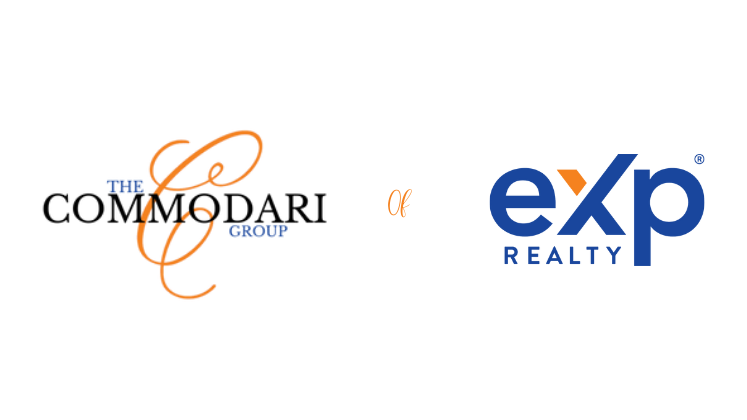 THE
COMMODARI
GROUP
Of
eXp®
REALTY